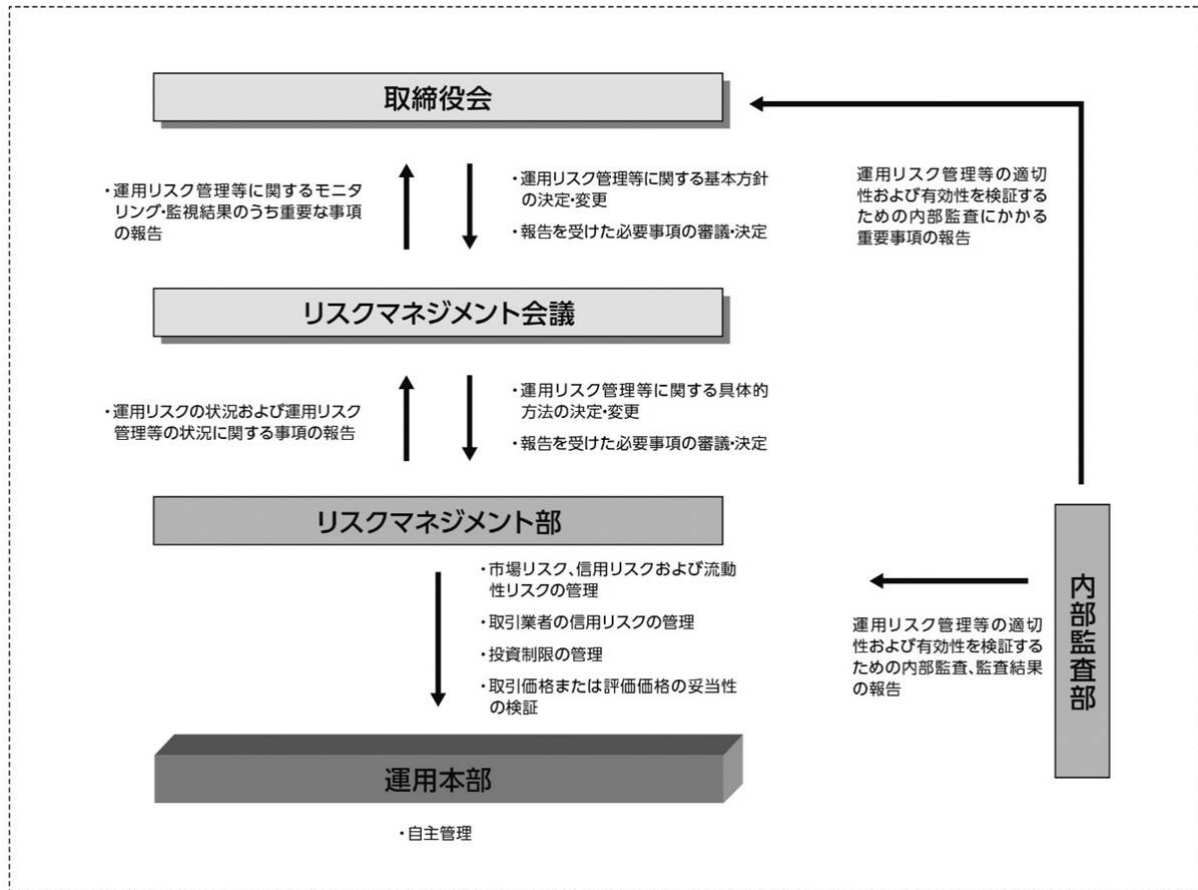 取締役会
・運用リスク管理等に関するモニタ
リング・監視結果のうち重要な事項
の報告
・運用リスク管理等に関する基本方針
の決定・変更
・報告を受けた必要事項の審議・決定
運用リスク管理等の適切
性および有効性を検証する
ための内部監査にかかる
重要事項の報告
リスクマネジメント会議
・運用リスクの状況および運用リスク
管理等の状況に関する事項の報告
・運用リスク管理等に関する具体的
方法の決定・変更
・報告を受けた必要事項の審議・決定
リスクマネジメント部
・市場リスク、信用リスクおよび流動
性リスクの管理
・取引業者の信用リスクの管理
・投資制限の管理
・取引価格または評価価格の妥当性
の検証
運用リスク管理等の適切
性および有効性を検証する
ための内部監査、監査結果
の報告
内部監査部
運用本部
・自主管理